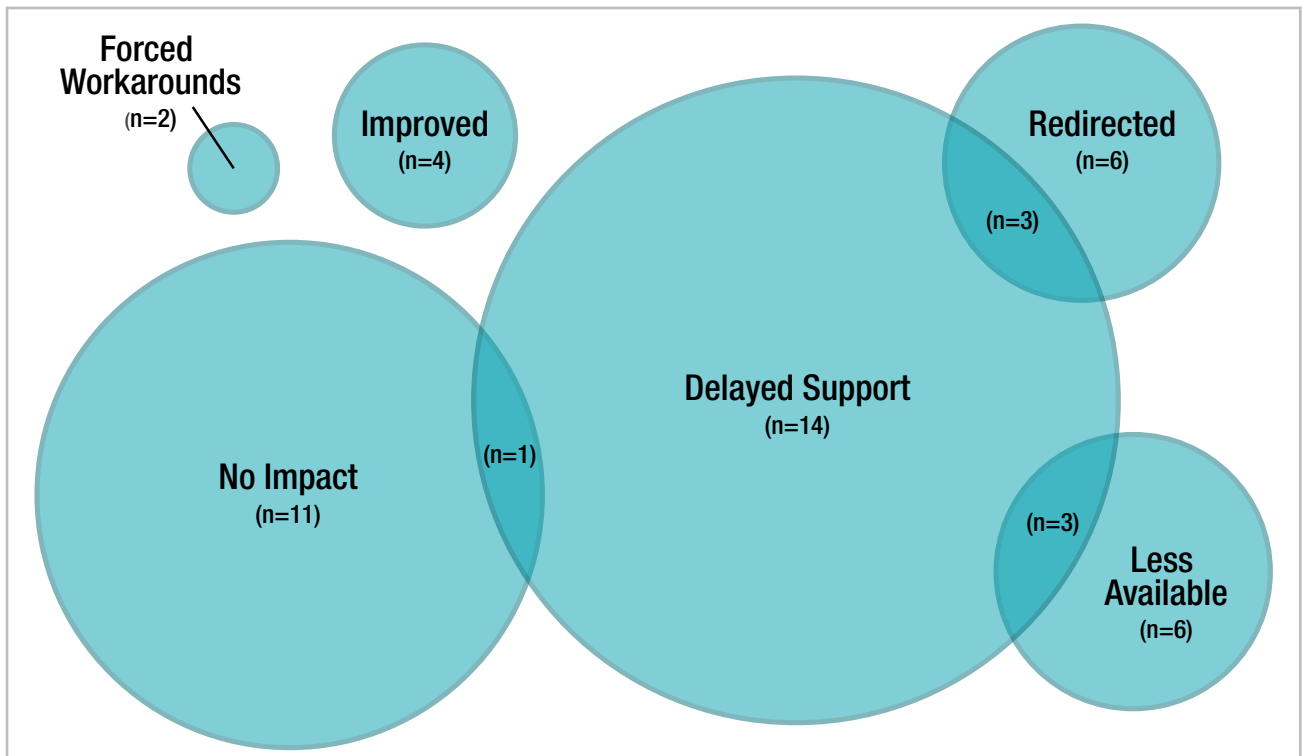 Forced
Workarounds
(n=2)
Improved
(n=4)
Redirected
(n=6)
(n=3)
Delayed Support
(n=14)
(n=1)
No Impact
(n=11)
(n=3)
Less
Available
(n=6)